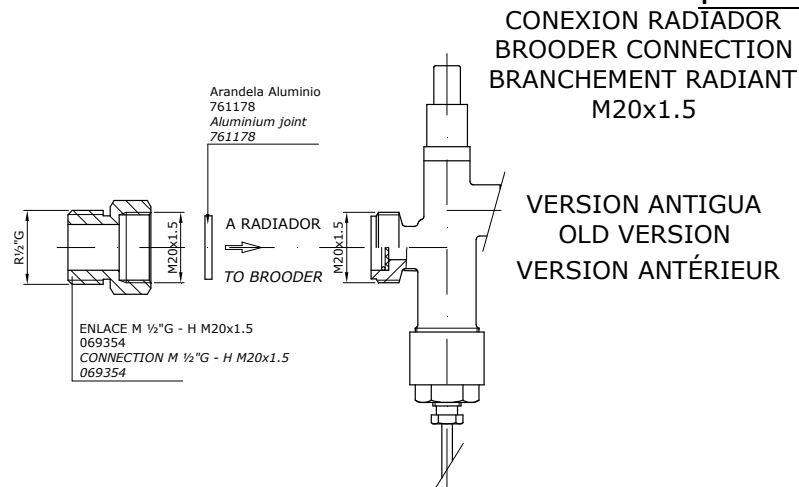 CONEXION RADIADOR
BROODER CONNECTION
BRANCHEMENT RADIANT
M20x1.5
Arandela Aluminio
761178
Aluminium joint
761178
VERSION ANTIGUA
OLD VERSION
VERSION ANTÉRIEUR
R½"G
M20x1.5
A RADIADOR
TO BROODER
M20x1.5
ENLACE M ½"G - H M20x1.5
069354
CONNECTION M ½"G - H M20x1.5
069354